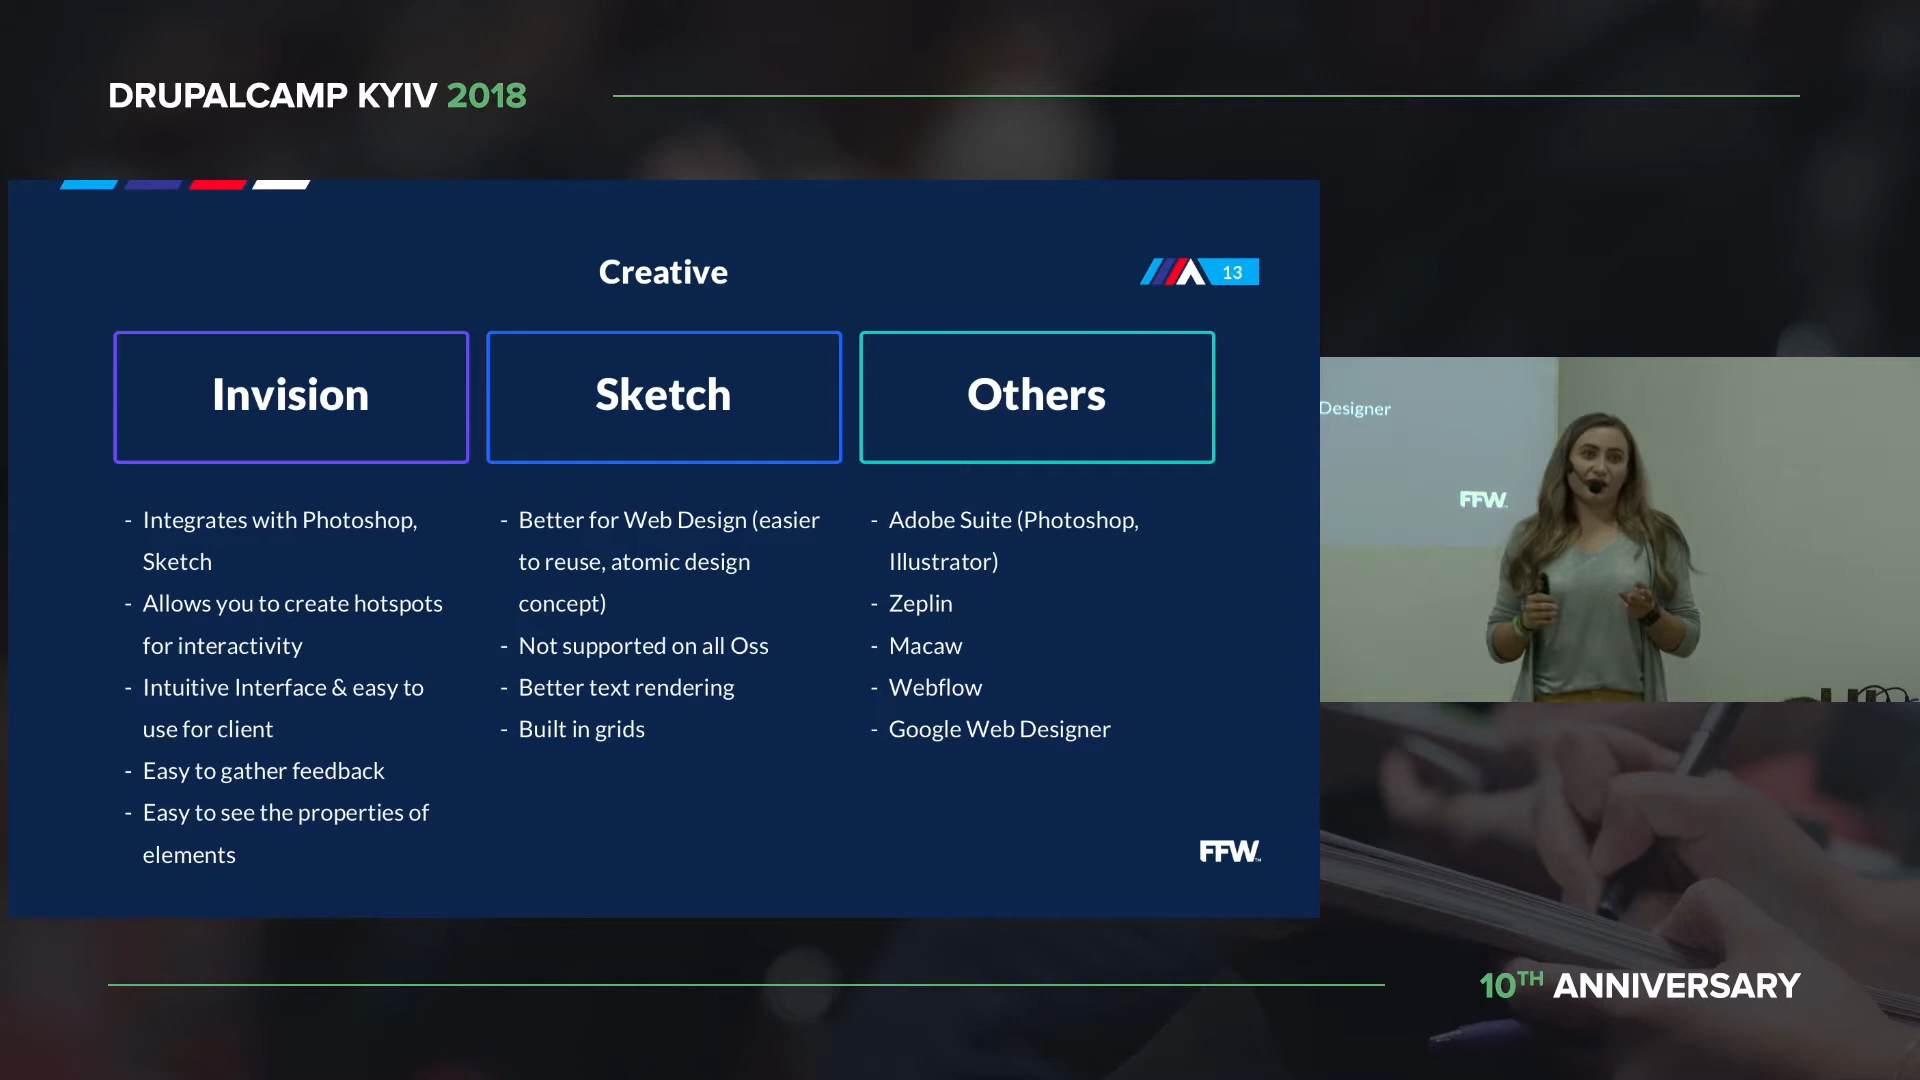 DRUPALCAMP KYIV 2018
Creative
13
Invision
Sketch
Others
- Integrates with Photoshop,
Sketch
- Allows you to create hotspots
for interactivity
- Intuitive Interface & easy to
use for client
- Easy to gather feedback
- Easy to see the properties of
elements
- Better for Web Design (easier
to reuse, atomic design
concept)
- Not supported on all Oss
- Better text rendering
- Built in grids
- Adobe Suite (Photoshop,
Illustrator)
- Zeplin
- Macaw
- Webflow
- Google Web Designer
FFW™
Designer
FFW
10TH ANNIVERSARY